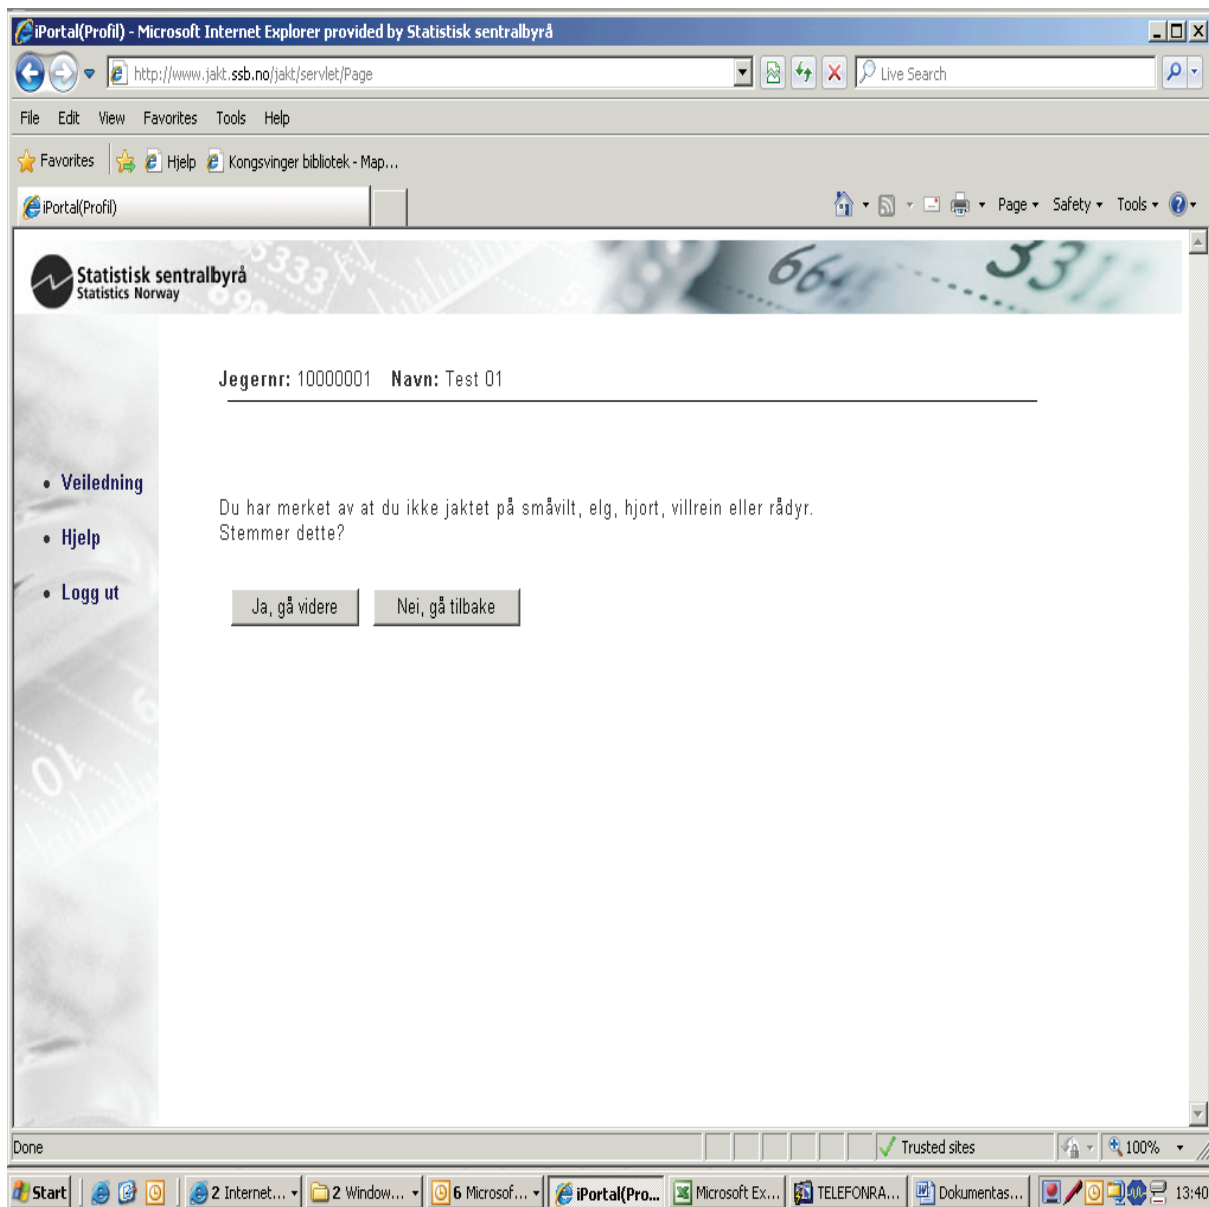 iPortal(Profil) - Microsoft Internet Explorer provided by Statistisk sentralbyrå
http://www.jakt.ssb.no/jakt/servlet/Page
Live Search
File Edit View Favorites Tools Help
Favorites Hjelp Kongsvinger bibliotek - Map...
iPortal(Profil) Page Safety Tools
Statistisk sentralbyrå
Statistics Norway
Jegernr: 10000001 Navn: Test 01
Veiledning
Hjelp
Logg ut
Du har merket av at du ikke jaktet på småvilt, elg, hjort, villrein eller rådyr.
Stemmer dette?
Ja, gå videre Nei, gå tilbake
Done Trusted sites 100%
Start 2 Internet... 2 Window... 6 Microsof... iPortal(Pro... Microsoft Ex... TELEFONRA... Dokumentas... 13:40